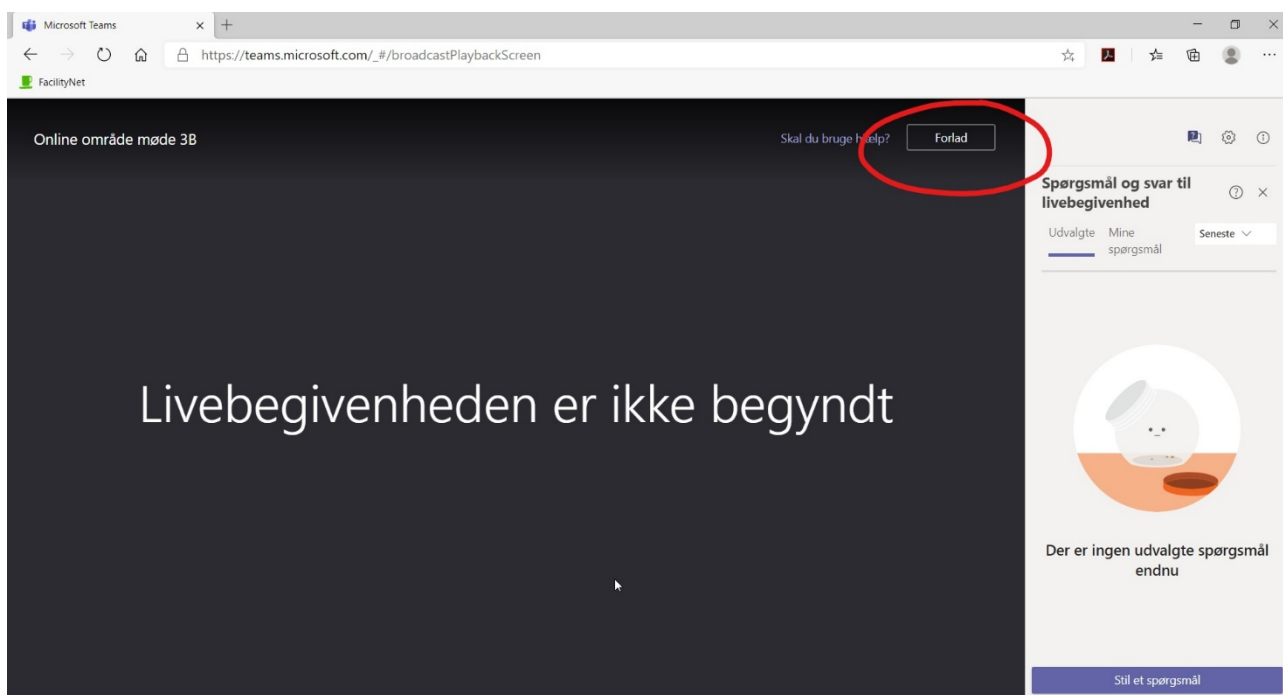 Microsoft Teams
https://teams.microsoft.com/_#/broadcastPlaybackScreen
FacilityNet
Online område møde 3B
Skal du bruge hjælp?
Forlad
Livebegivenheden er ikke begyndt
Spørgsmål og svar til
livebegivenhed
Udvalgte
Mine
spørgsmål
Seneste
Der er ingen udvalgte spørgsmål
endnu
Stil et spørgsmål